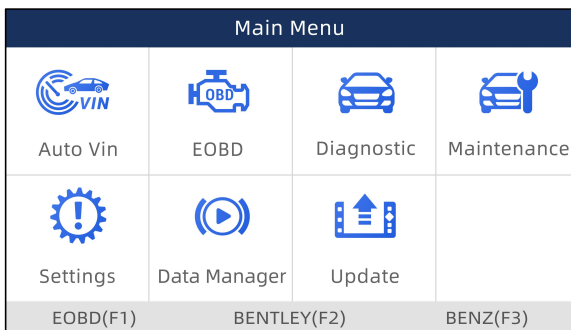 Main Menu
VIN
OBD
Auto Vin EOBD Diagnostic Maintenance
Settings Data Manager Update
EOBD(F1) BENTLEY(F2) BENZ(F3)